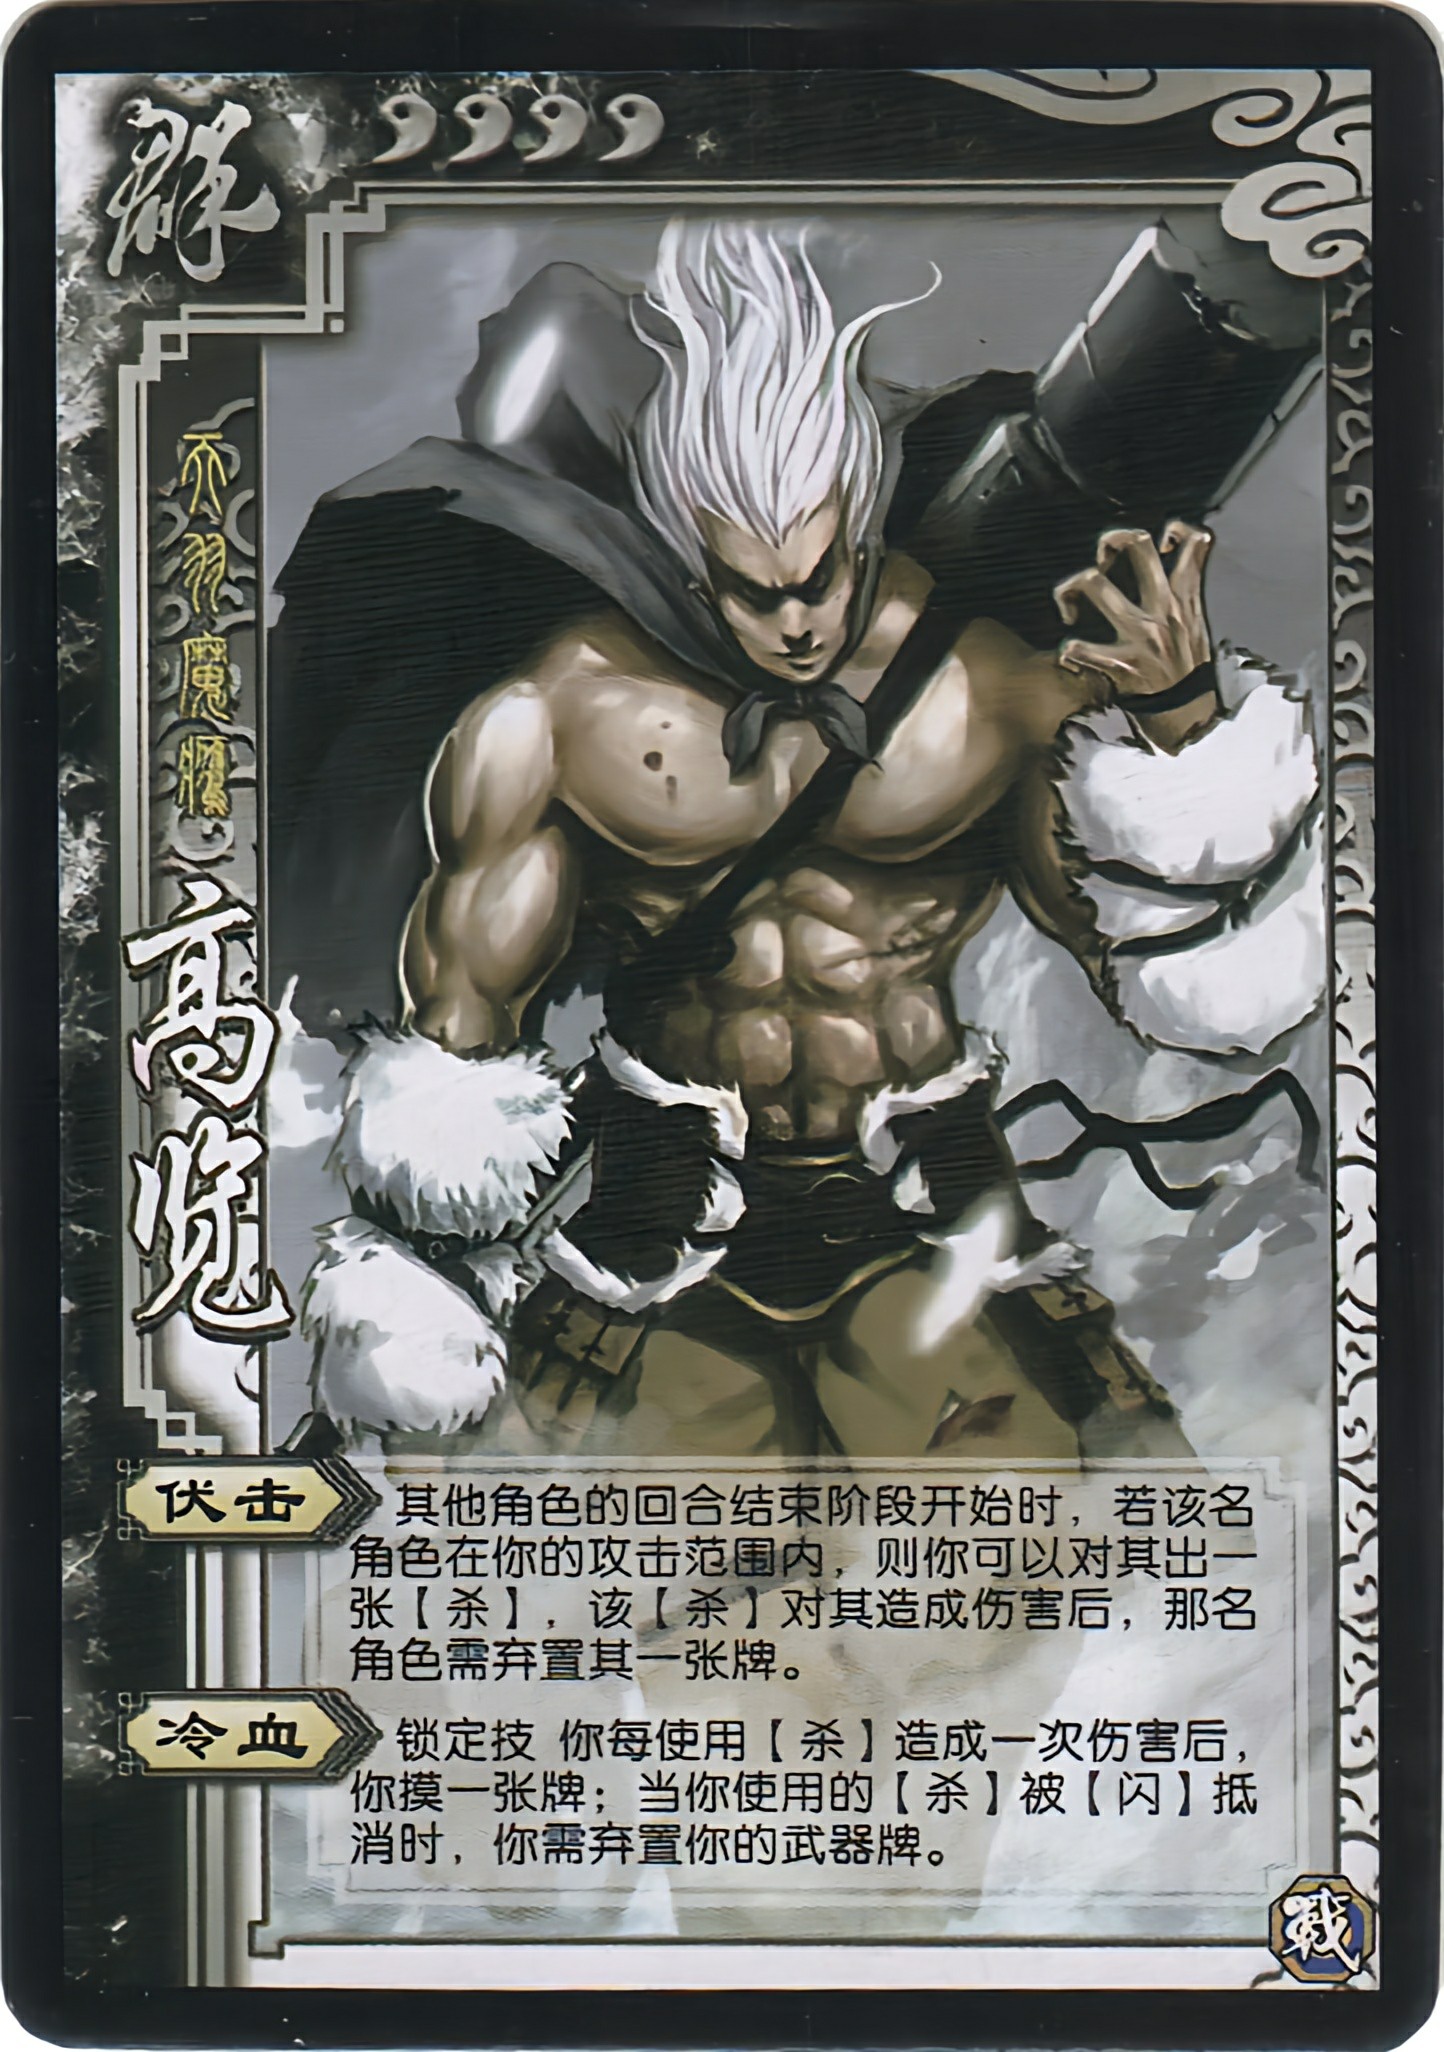 群
天羽魔鹰
高览
伏击
其他角色的回合结束阶段开始时，若该名
角色在你的攻击范围内，则你可以对其出一
张【杀】，该【杀】对其造成伤害后，那名
角色需弃置其一张牌。
冷血
锁定技 你每使用【杀】造成一次伤害后，
你摸一张牌；当你使用的【杀】被【闪】抵
消时，你需弃置你的武器牌。
戰